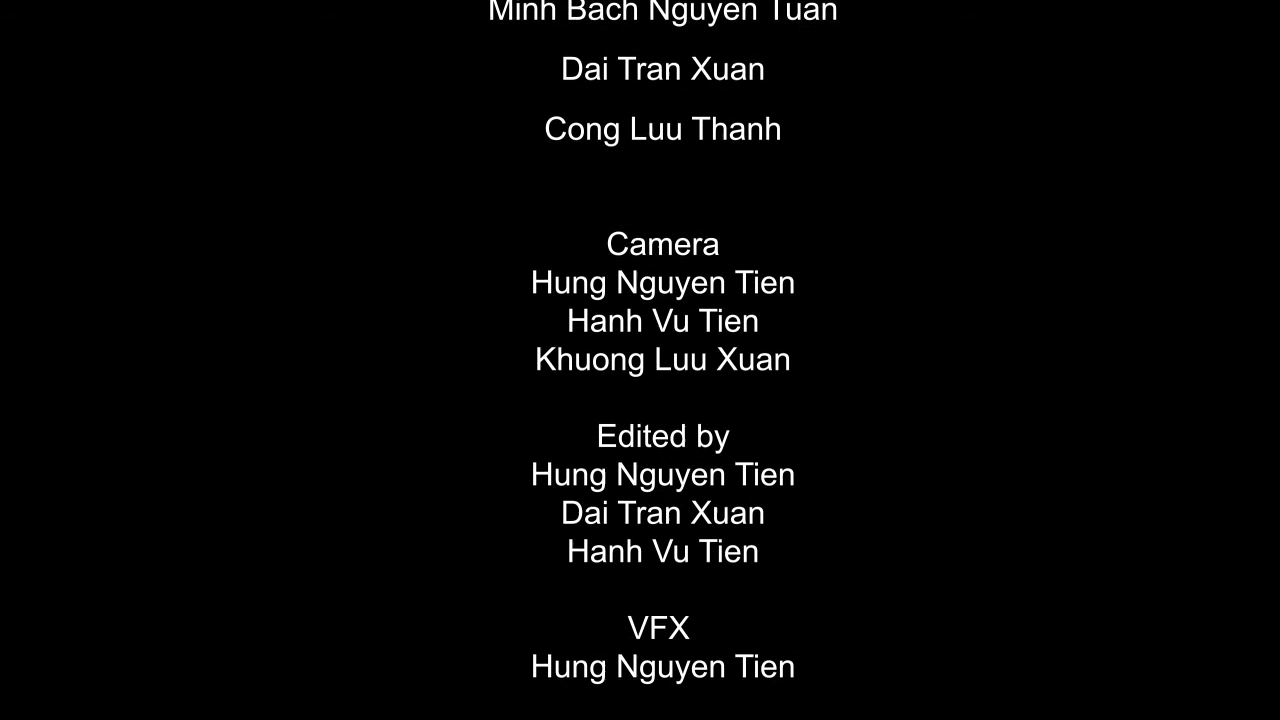 Minh Bach Nguyen Tuan
Dai Tran Xuan
Cong Luu Thanh
Camera
Hung Nguyen Tien
Hanh Vu Tien
Khuong Luu Xuan
Edited by
Hung Nguyen Tien
Dai Tran Xuan
Hanh Vu Tien
VFX
Hung Nguyen Tien